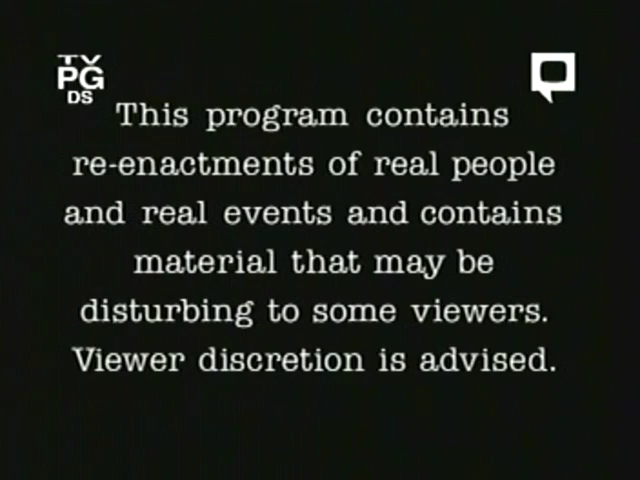 TV
PG
DS
This program contains
re-enactments of real people
and real events and contains
material that may be
disturbing to some viewers.
Viewer discretion is advised.